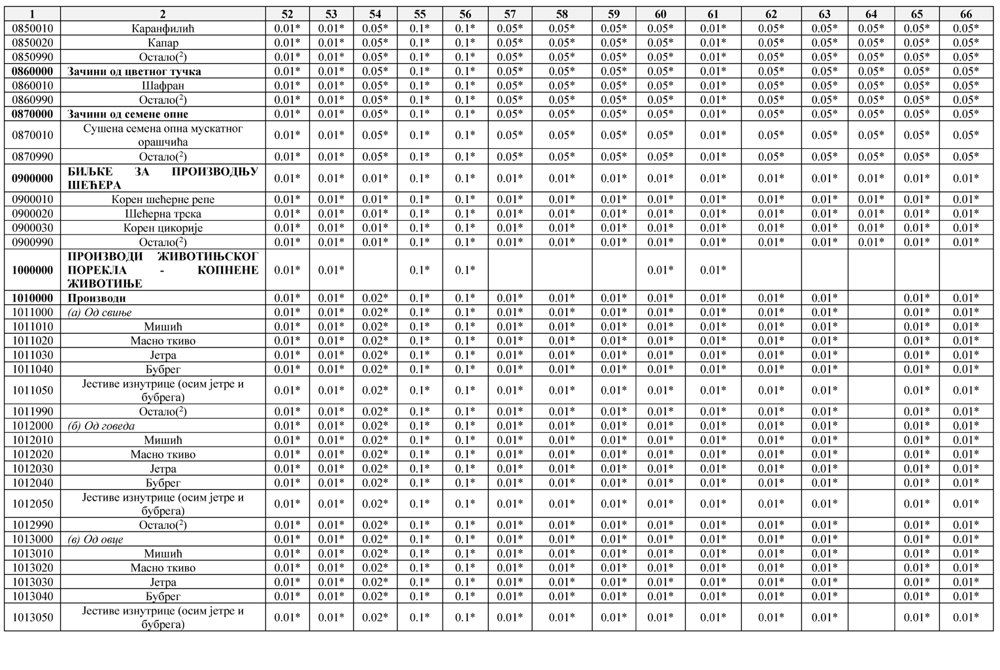 1 2 52 53 54 55 56 57 58 59 60 61 62 63 64 65 66
0850010 Каранфилић 0.01* 0.01* 0.05* 0.1* 0.1* 0.05* 0.05* 0.05* 0.05* 0.01* 0.05* 0.05* 0.05* 0.05* 0.05*
0850020 Капар 0.01* 0.01* 0.05* 0.1* 0.1* 0.05* 0.05* 0.05* 0.05* 0.01* 0.05* 0.05* 0.05* 0.05* 0.05*
0850990 Остало(2) 0.01* 0.01* 0.05* 0.1* 0.1* 0.05* 0.05* 0.05* 0.05* 0.01* 0.05* 0.05* 0.05* 0.05* 0.05*
0860000 Зачини од цветног тучка 0.01* 0.01* 0.05* 0.1* 0.1* 0.05* 0.05* 0.05* 0.05* 0.01* 0.05* 0.05* 0.05* 0.05* 0.05*
0860010 Шафран 0.01* 0.01* 0.05* 0.1* 0.1* 0.05* 0.05* 0.05* 0.05* 0.01* 0.05* 0.05* 0.05* 0.05* 0.05*
0860990 Остало(2) 0.01* 0.01* 0.05* 0.1* 0.1* 0.05* 0.05* 0.05* 0.05* 0.01* 0.05* 0.05* 0.05* 0.05* 0.05*
0870000 Зачини од семене опне 0.01* 0.01* 0.05* 0.1* 0.1* 0.05* 0.05* 0.05* 0.05* 0.01* 0.05* 0.05* 0.05* 0.05* 0.05*
0870010 Сушена семена опна мускатног
орашчића 0.01* 0.01* 0.05* 0.1* 0.1* 0.05* 0.05* 0.05* 0.05* 0.01* 0.05* 0.05* 0.05* 0.05* 0.05*
0870990 Остало(2) 0.01* 0.01* 0.05* 0.1* 0.1* 0.05* 0.05* 0.05* 0.05* 0.01* 0.05* 0.05* 0.05* 0.05* 0.05*
0900000 БИЉКЕ ЗА ПРОИЗВОДЊУ
ШЕЋЕРА 0.01* 0.01* 0.01* 0.1* 0.1* 0.01* 0.01* 0.01* 0.01* 0.01* 0.01* 0.01* 0.01* 0.01* 0.01*
0900010 Корен шећерне репе 0.01* 0.01* 0.01* 0.1* 0.1* 0.01* 0.01* 0.01* 0.01* 0.01* 0.01* 0.01* 0.01* 0.01* 0.01*
0900020 Шећерна трска 0.01* 0.01* 0.01* 0.1* 0.1* 0.01* 0.01* 0.01* 0.01* 0.01* 0.01* 0.01* 0.01* 0.01* 0.01*
0900030 Корен цикорије 0.01* 0.01* 0.01* 0.1* 0.1* 0.01* 0.01* 0.01* 0.01* 0.01* 0.01* 0.01* 0.01* 0.01* 0.01*
0900990 Остало(2) 0.01* 0.01* 0.01* 0.1* 0.1* 0.01* 0.01* 0.01* 0.01* 0.01* 0.01* 0.01* 0.01* 0.01* 0.01*
1000000 ПРОИЗВОДИ ЖИВОТИЊСКОГ
ПОРЕКЛА - КОПНЕНЕ
ЖИВОТИЊЕ 0.01* 0.01* 0.1* 0.1* 0.01* 0.01*
1010000 Производи 0.01* 0.01* 0.02* 0.1* 0.1* 0.01* 0.01* 0.01* 0.01* 0.01* 0.01* 0.01* 0.01* 0.01*
1011000 (а) Од свиње 0.01* 0.01* 0.02* 0.1* 0.1* 0.01* 0.01* 0.01* 0.01* 0.01* 0.01* 0.01* 0.01* 0.01*
1011010 Мишић 0.01* 0.01* 0.02* 0.1* 0.1* 0.01* 0.01* 0.01* 0.01* 0.01* 0.01* 0.01* 0.01* 0.01*
1011020 Масно ткиво 0.01* 0.01* 0.02* 0.1* 0.1* 0.01* 0.01* 0.01* 0.01* 0.01* 0.01* 0.01* 0.01* 0.01*
1011030 Јетра 0.01* 0.01* 0.02* 0.1* 0.1* 0.01* 0.01* 0.01* 0.01* 0.01* 0.01* 0.01* 0.01* 0.01*
1011040 Бубрег 0.01* 0.01* 0.02* 0.1* 0.1* 0.01* 0.01* 0.01* 0.01* 0.01* 0.01* 0.01* 0.01* 0.01*
1011050 Јестиве изнутрице (осим јетре и
бубрега) 0.01* 0.01* 0.02* 0.1* 0.1* 0.01* 0.01* 0.01* 0.01* 0.01* 0.01* 0.01* 0.01* 0.01*
1011990 Остало(2) 0.01* 0.01* 0.02* 0.1* 0.1* 0.01* 0.01* 0.01* 0.01* 0.01* 0.01* 0.01* 0.01* 0.01*
1012000 (б) Од говеда 0.01* 0.01* 0.02* 0.1* 0.1* 0.01* 0.01* 0.01* 0.01* 0.01* 0.01* 0.01* 0.01* 0.01*
1012010 Мишић 0.01* 0.01* 0.02* 0.1* 0.1* 0.01* 0.01* 0.01* 0.01* 0.01* 0.01* 0.01* 0.01* 0.01*
1012020 Масно ткиво 0.01* 0.01* 0.02* 0.1* 0.1* 0.01* 0.01* 0.01* 0.01* 0.01* 0.01* 0.01* 0.01* 0.01*
1012030 Јетра 0.01* 0.01* 0.02* 0.1* 0.1* 0.01* 0.01* 0.01* 0.01* 0.01* 0.01* 0.01* 0.01* 0.01*
1012040 Бубрег 0.01* 0.01* 0.02* 0.1* 0.1* 0.01* 0.01* 0.01* 0.01* 0.01* 0.01* 0.01* 0.01* 0.01*
1012050 Јестиве изнутрице (осим јетре и
бубрега) 0.01* 0.01* 0.02* 0.1* 0.1* 0.01* 0.01* 0.01* 0.01* 0.01* 0.01* 0.01* 0.01* 0.01*
1012990 Остало(2) 0.01* 0.01* 0.02* 0.1* 0.1* 0.01* 0.01* 0.01* 0.01* 0.01* 0.01* 0.01* 0.01* 0.01*
1013000 (в) Од овце 0.01* 0.01* 0.02* 0.1* 0.1* 0.01* 0.01* 0.01* 0.01* 0.01* 0.01* 0.01* 0.01* 0.01*
1013010 Мишић 0.01* 0.01* 0.02* 0.1* 0.1* 0.01* 0.01* 0.01* 0.01* 0.01* 0.01* 0.01* 0.01* 0.01*
1013020 Масно ткиво 0.01* 0.01* 0.02* 0.1* 0.1* 0.01* 0.01* 0.01* 0.01* 0.01* 0.01* 0.01* 0.01* 0.01*
1013030 Јетра 0.01* 0.01* 0.02* 0.1* 0.1* 0.01* 0.01* 0.01* 0.01* 0.01* 0.01* 0.01* 0.01* 0.01*
1013040 Бубрег 0.01* 0.01* 0.02* 0.1* 0.1* 0.01* 0.01* 0.01* 0.01* 0.01* 0.01* 0.01* 0.01* 0.01*
1013050 Јестиве изнутрице (осим јетре и
бубрега) 0.01* 0.01* 0.02* 0.1* 0.1* 0.01* 0.01* 0.01* 0.01* 0.01* 0.01* 0.01* 0.01* 0.01*